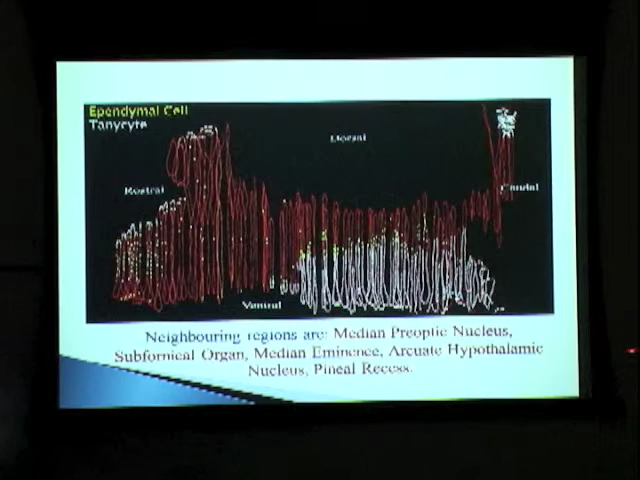 Ependymal Cell
Tanycyte
Dorsal
Rostral
Caudal
Ventral
Neighbouring regions are: Median Preoptic Nucleus,
Subfornical Organ, Median Eminence, Arcuate Hypothalamic
Nucleus, Pineal Recess.